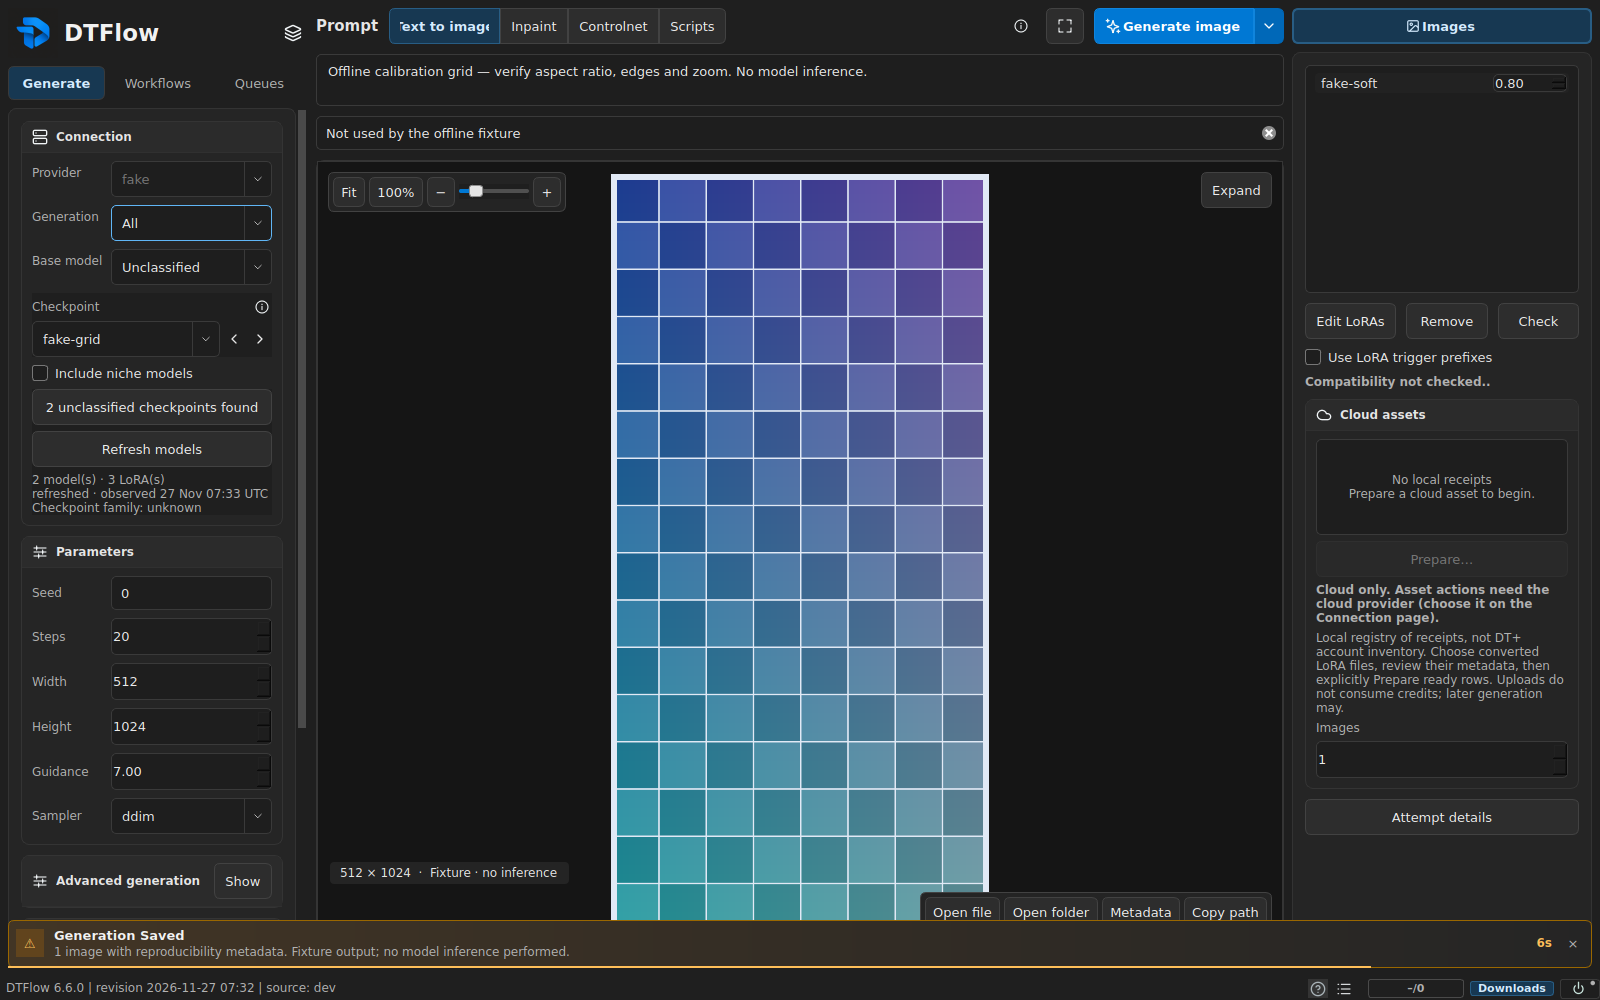 DTFlow
Generate
Workflows
Queues
Connection
Provider
fake
Generation
All
Base model
Unclassified
Checkpoint
fake-grid
Include niche models
2 unclassified checkpoints found
Refresh models
2 model(s) · 3 LoRA(s)
refreshed · observed 27 Nov 07:33 UTC
Checkpoint family: unknown
Parameters
Seed
0
Steps
20
Width
512
Height
1024
Guidance
7.00
Sampler
ddim
Advanced generation
Show
Prompt
Text to image
Inpaint
Controlnet
Scripts
Generate image
Offline calibration grid — verify aspect ratio, edges and zoom. No model inference.
Not used by the offline fixture
Fit
100%
−
+
Expand
512 × 1024 · Fixture · no inference
Open file
Open folder
Metadata
Copy path
Images
fake-soft
0.80
Edit LoRAs
Remove
Check
Use LoRA trigger prefixes
Compatibility not checked..
Cloud assets
No local receipts
Prepare a cloud asset to begin.
Prepare...
Cloud only. Asset actions need the
cloud provider (choose it on the
Connection page).
Local registry of receipts, not DT+
account inventory. Choose converted
LoRA files, review their metadata, then
explicitly Prepare ready rows. Uploads do
not consume credits; later generation
may.
Images
1
Attempt details
Generation Saved
1 image with reproducibility metadata. Fixture output; no model inference performed.
6s
DTFlow 6.6.0 | revision 2026-11-27 07:32 | source: dev
-/0
Downloads